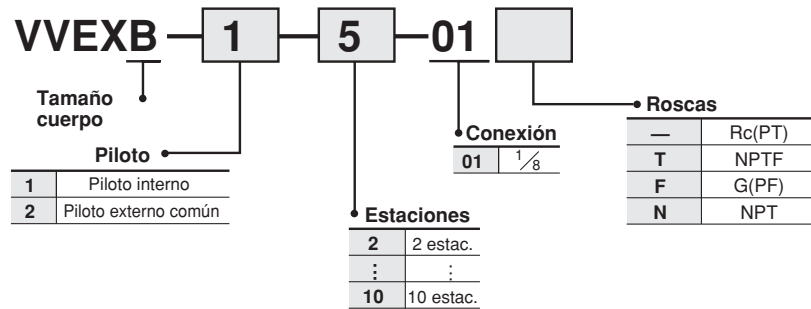 VVEXB — 1 — 5 — 01
Tamaño
cuerpo
Piloto
1 Piloto interno
2 Piloto externo común
Estaciones
2 2 estac.
⋮ ⋮
10 10 estac.
Conexión
01 1/8
Roscas
— Rc(PT)
T NPTF
F G(PF)
N NPT